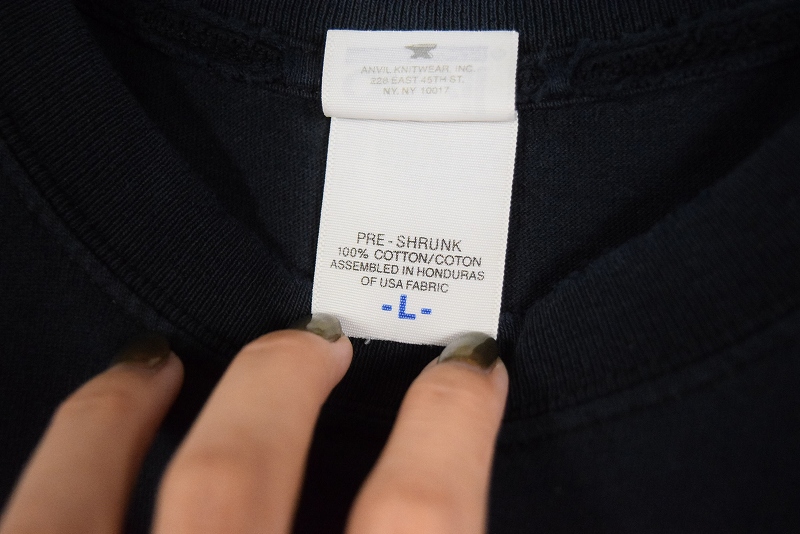 ANVIL KNITWEAR, INC.
228 EAST 45TH ST.
NY. NY 10017
PRE-SHRUNK
100% COTTON/COTON
ASSEMBLED IN HONDURAS
OF USA FABRIC
-L-